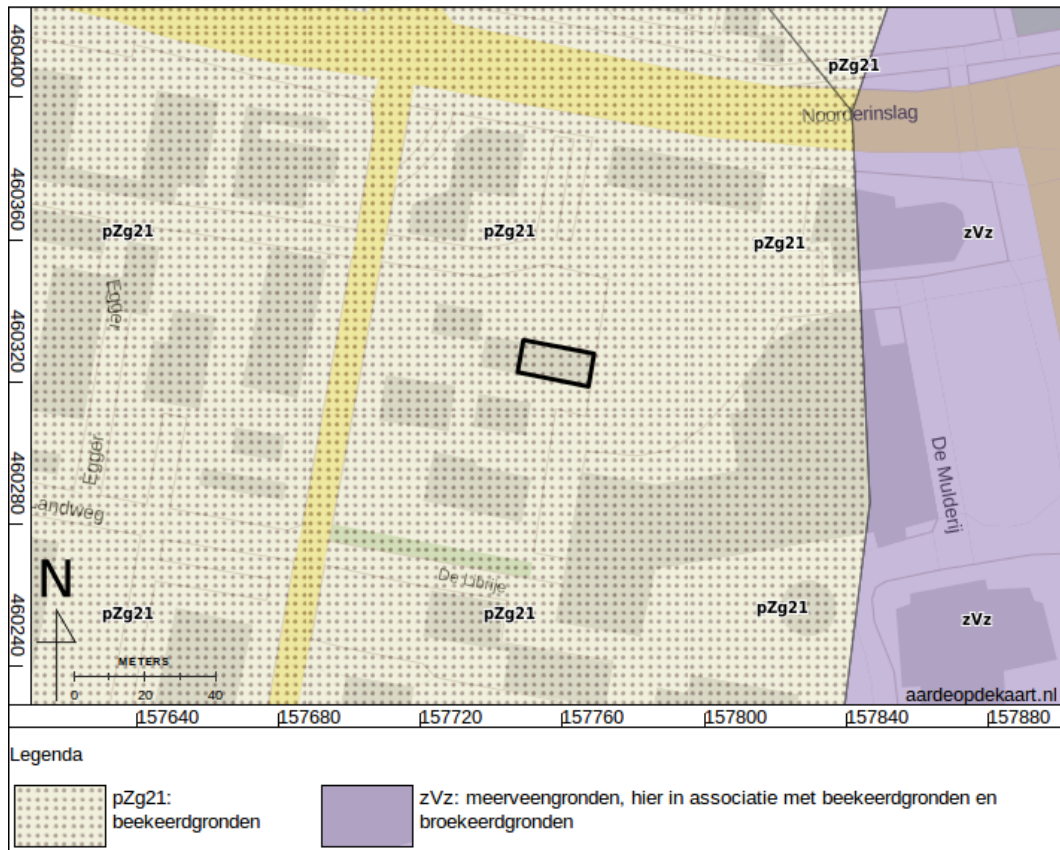 460400
460360
460320
460280
460240
pZg21
Noorderinslag
pZg21
pZg21
pZg21
zVz
Egger
Egger
andweg
De Mulderij
De Librije
N
pZg21
pZg21
pZg21
zVz
METERS
0 20 40
aardeopdekaart.nl
157640 157680 157720 157760 157800 157840 157880
Legenda
pZg21:
beekeerdgronden
zVz: meerveengronden, hier in associatie met beekeerdgronden en
broekeerdgronden